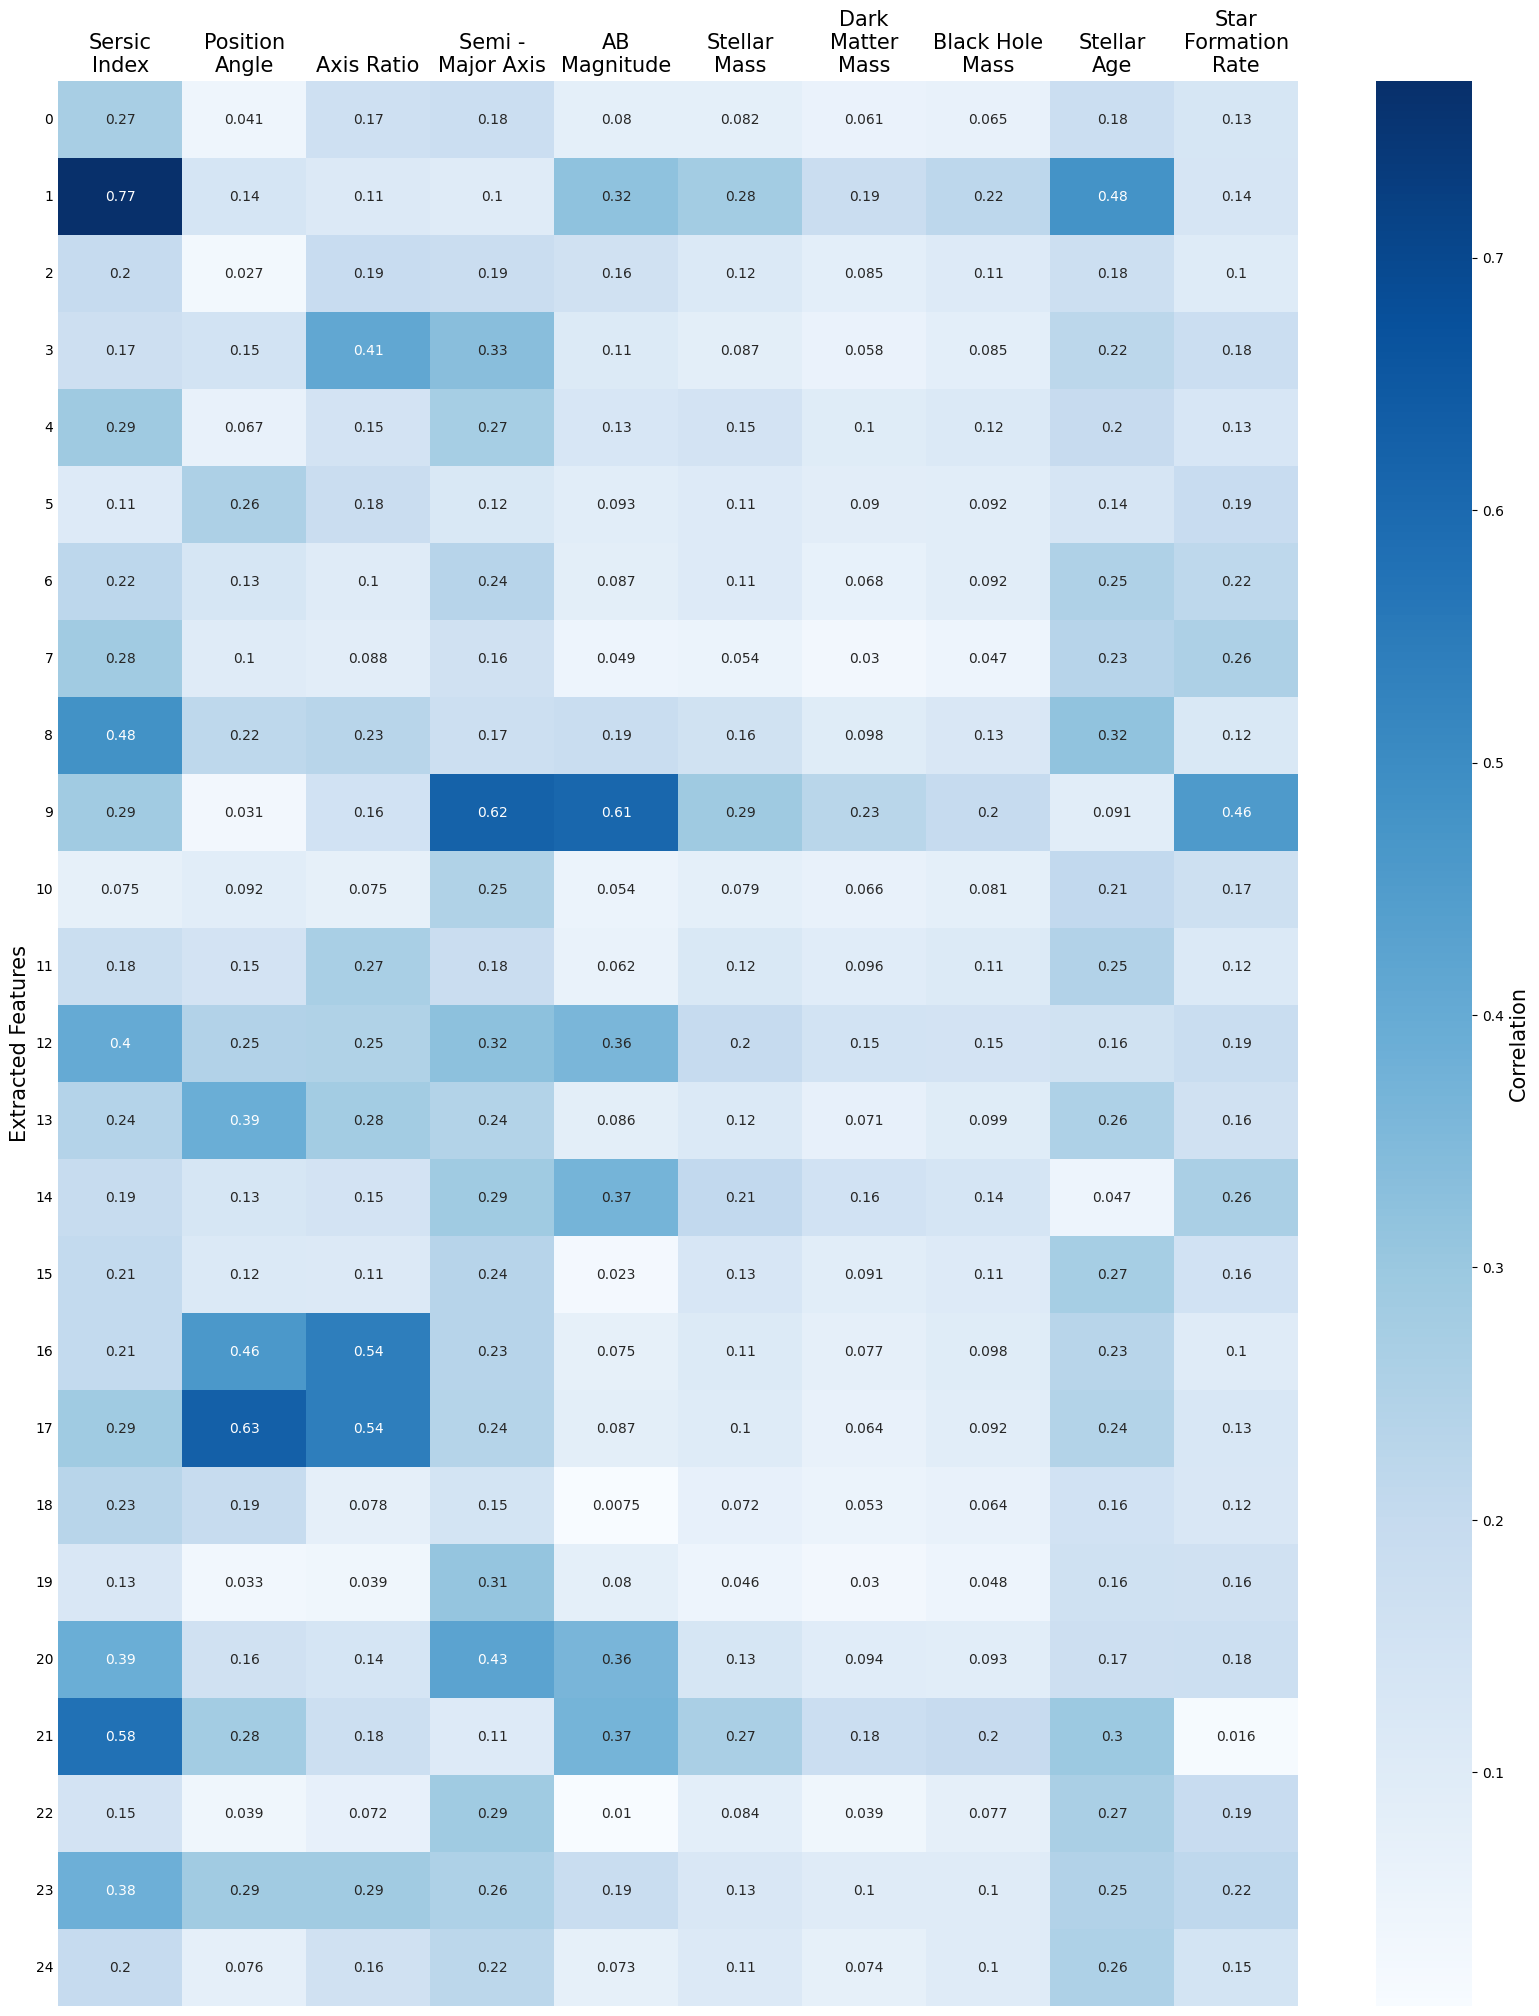 Dark
Star
Sersic
Position
Semi -
AB
Stellar
Matter
Black Hole
Stellar
Formation
Index
Angle
Axis Ratio
Major Axis
Magnitude
Mass
Mass
Mass
Age
Rate
0 0.27 0.041 0.17 0.18 0.08 0.082 0.061 0.065 0.18 0.13
1 0.77 0.14 0.11 0.1 0.32 0.28 0.19 0.22 0.48 0.14
2 0.2 0.027 0.19 0.19 0.16 0.12 0.085 0.11 0.18 0.1
3 0.17 0.15 0.41 0.33 0.11 0.087 0.058 0.085 0.22 0.18
4 0.29 0.067 0.15 0.27 0.13 0.15 0.1 0.12 0.2 0.13
5 0.11 0.26 0.18 0.12 0.093 0.11 0.09 0.092 0.14 0.19
6 0.22 0.13 0.1 0.24 0.087 0.11 0.068 0.092 0.25 0.22
7 0.28 0.1 0.088 0.16 0.049 0.054 0.03 0.047 0.23 0.26
8 0.48 0.22 0.23 0.17 0.19 0.16 0.098 0.13 0.32 0.12
9 0.29 0.031 0.16 0.62 0.61 0.29 0.23 0.2 0.091 0.46
10 0.075 0.092 0.075 0.25 0.054 0.079 0.066 0.081 0.21 0.17
11 0.18 0.15 0.27 0.18 0.062 0.12 0.096 0.11 0.25 0.12
12 0.4 0.25 0.25 0.32 0.36 0.2 0.15 0.15 0.16 0.19
13 0.24 0.39 0.28 0.24 0.086 0.12 0.071 0.099 0.26 0.16
14 0.19 0.13 0.15 0.29 0.37 0.21 0.16 0.14 0.047 0.26
15 0.21 0.12 0.11 0.24 0.023 0.13 0.091 0.11 0.27 0.16
16 0.21 0.46 0.54 0.23 0.075 0.11 0.077 0.098 0.23 0.1
17 0.29 0.63 0.54 0.24 0.087 0.1 0.064 0.092 0.24 0.13
18 0.23 0.19 0.078 0.15 0.0075 0.072 0.053 0.064 0.16 0.12
19 0.13 0.033 0.039 0.31 0.08 0.046 0.03 0.048 0.16 0.16
20 0.39 0.16 0.14 0.43 0.36 0.13 0.094 0.093 0.17 0.18
21 0.58 0.28 0.18 0.11 0.37 0.27 0.18 0.2 0.3 0.016
22 0.15 0.039 0.072 0.29 0.01 0.084 0.039 0.077 0.27 0.19
23 0.38 0.29 0.29 0.26 0.19 0.13 0.1 0.1 0.25 0.22
24 0.2 0.076 0.16 0.22 0.073 0.11 0.074 0.1 0.26 0.15
Extracted Features
0.7
0.6
0.5
0.4
0.3
0.2
0.1
Correlation